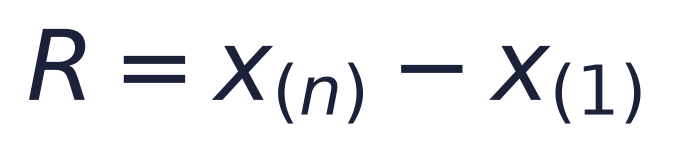 R = x₍ₙ₎ − x₍₁₎